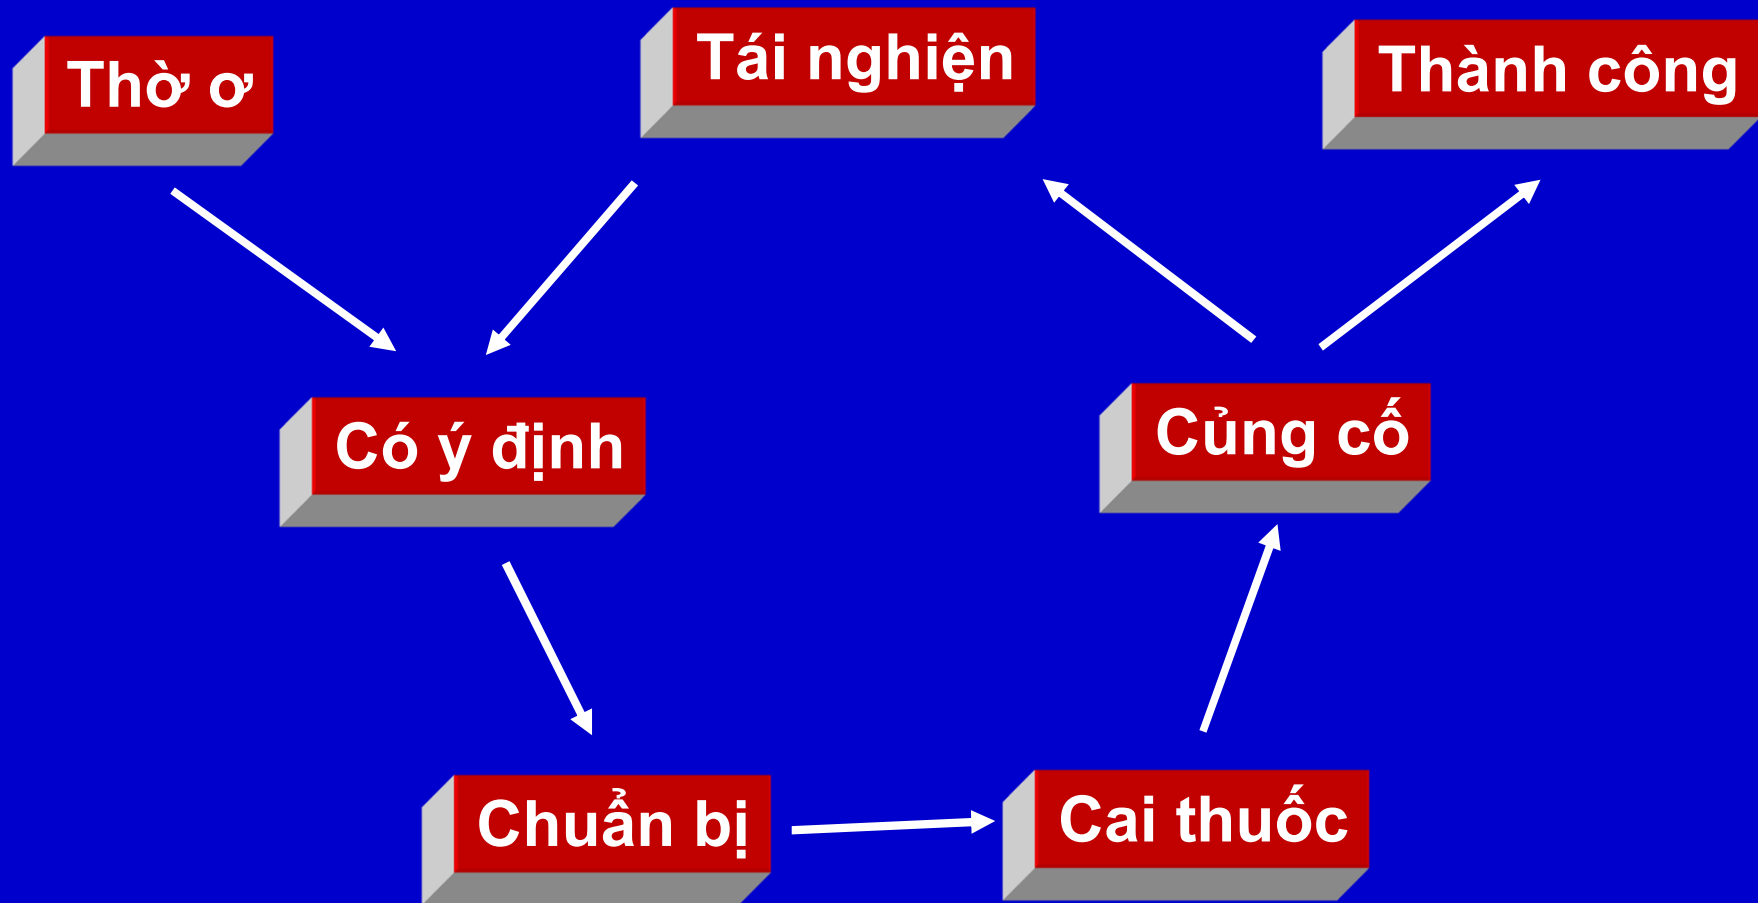 Thờ ơ
Tái nghiện
Thành công
Có ý định
Củng cố
Chuẩn bị
Cai thuốc